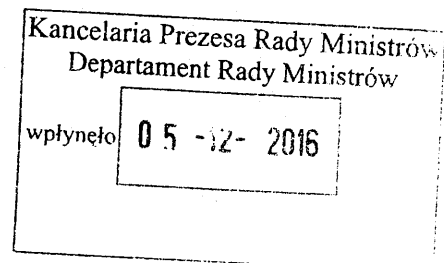 Kancelaria Prezesa Rady Ministrów
Departament Rady Ministrów
wpłynęło 05 -12- 2016